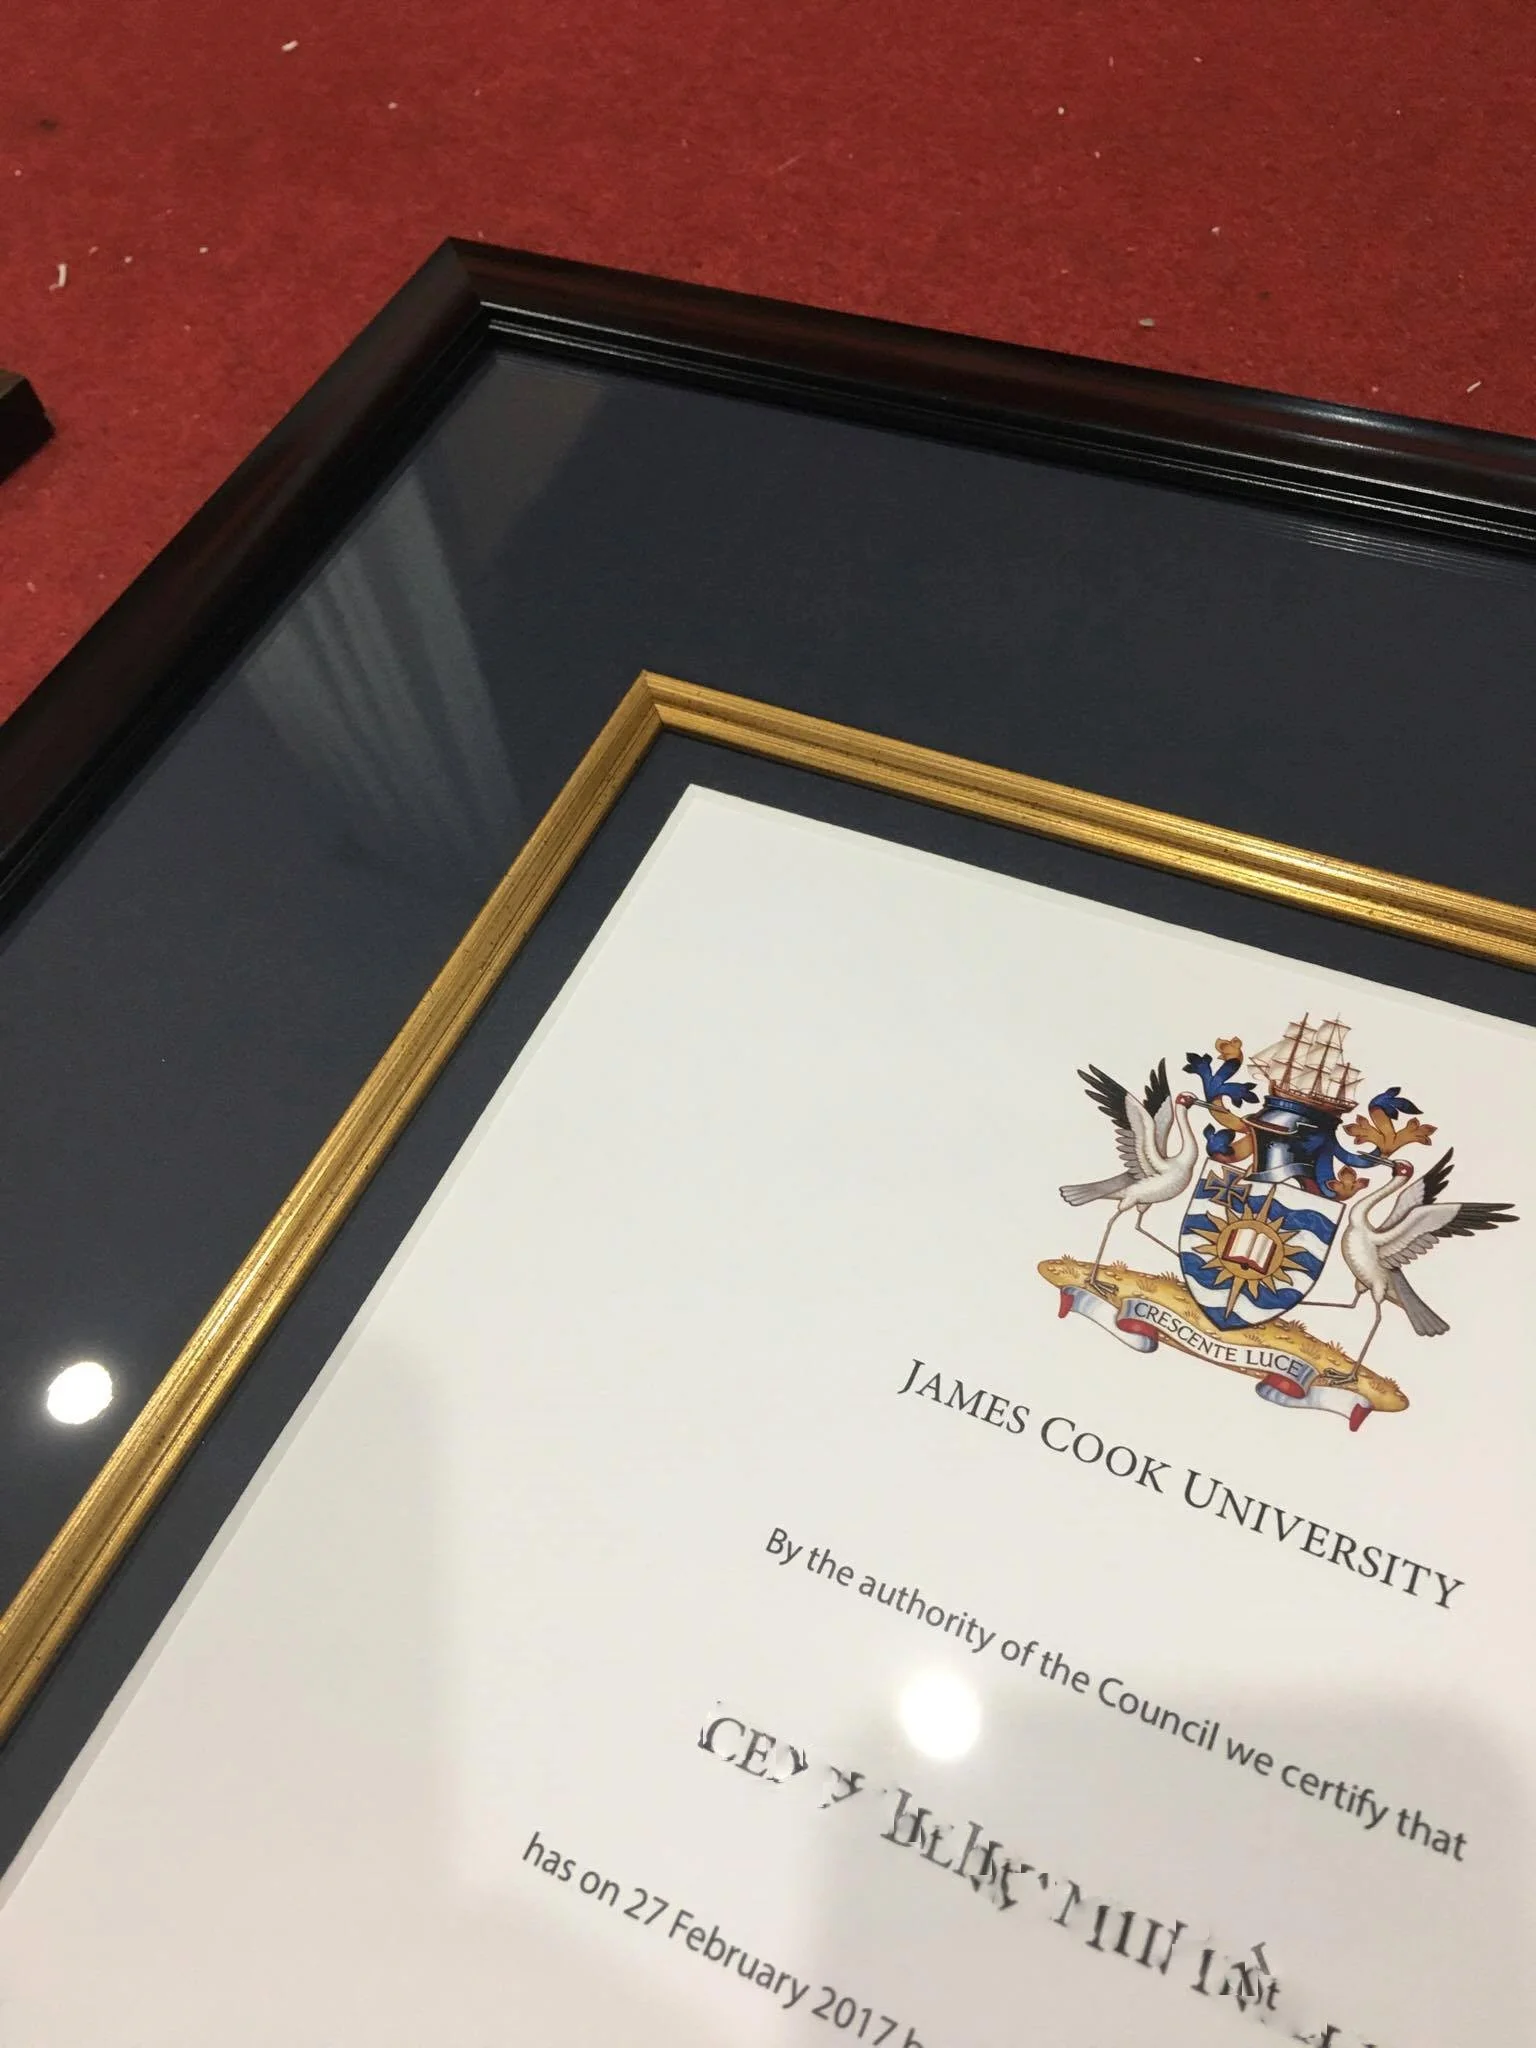 CRESCENTE LUCE
JAMES COOK UNIVERSITY
By the authority of the Council we certify that
has on 27 February 2017